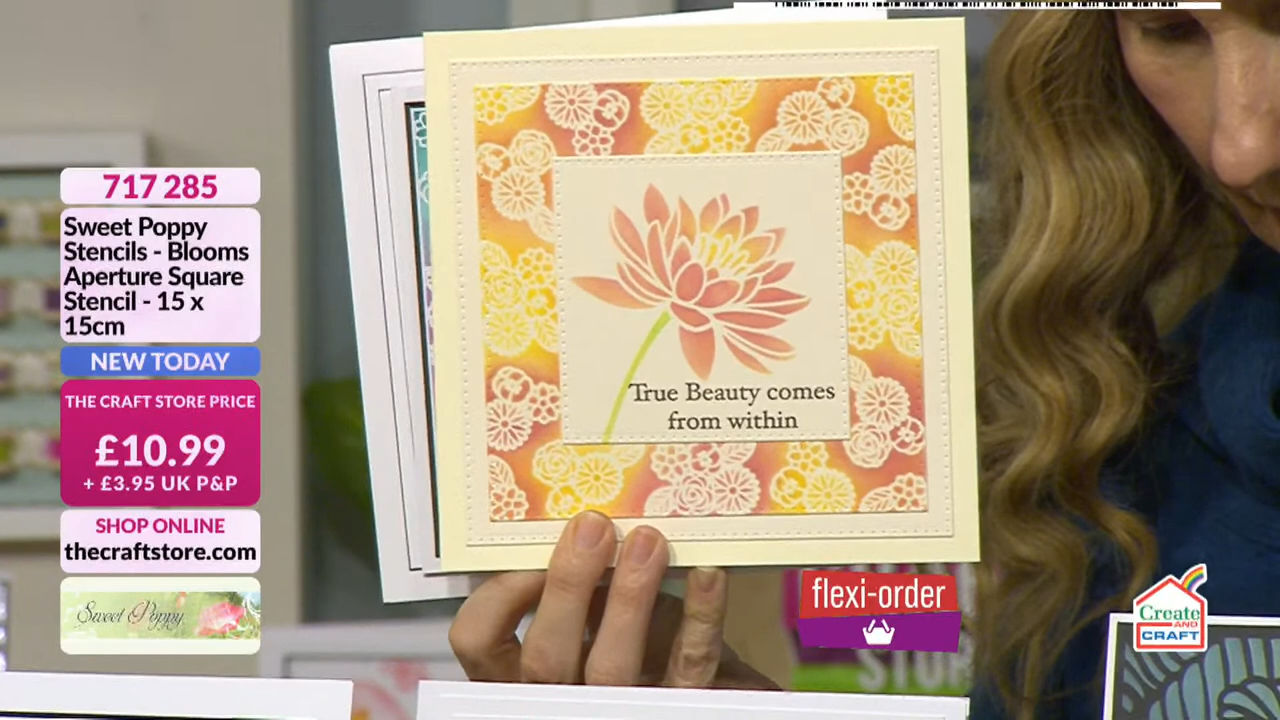 717 285
Sweet Poppy
Stencils - Blooms
Aperture Square
Stencil - 15 x
15cm
NEW TODAY
THE CRAFT STORE PRICE
£10.99
+ £3.95 UK P&P
SHOP ONLINE
thecraftstore.com
Sweet Poppy
True Beauty comes
from within
flexi-order
Create
AND
CRAFT